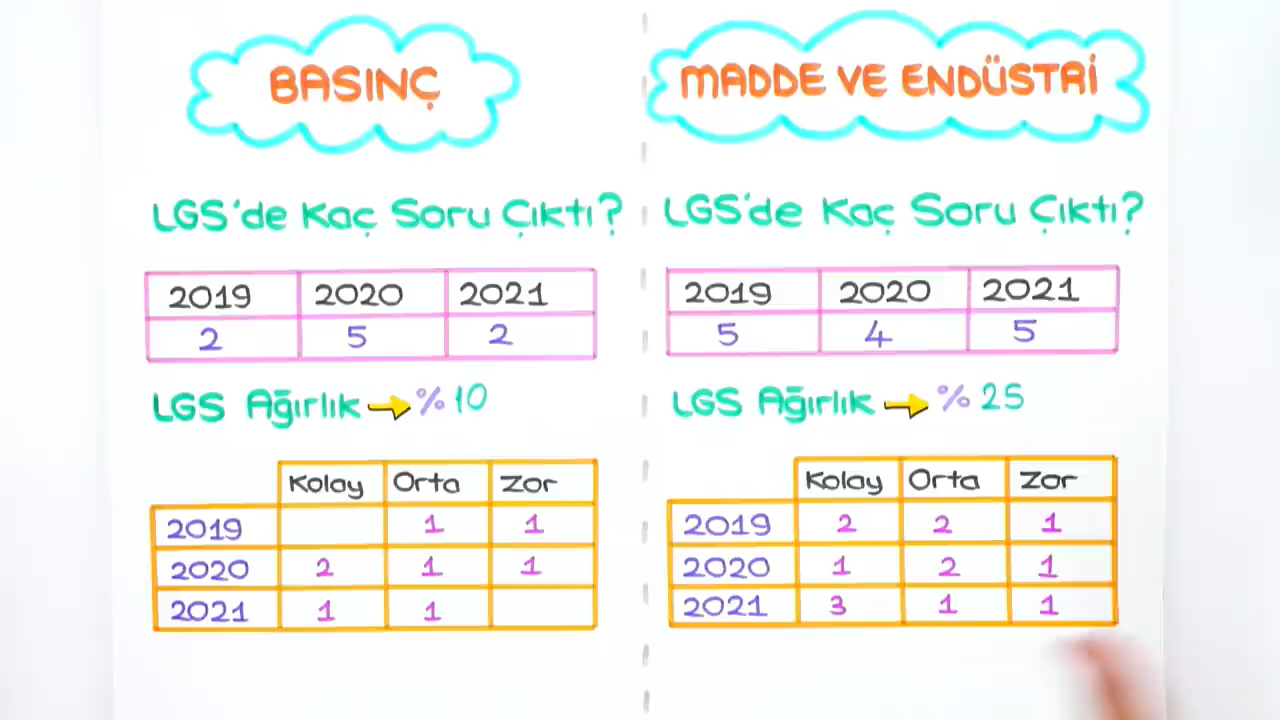 BASINÇ
LGS'de Kaç Soru Çıktı?
2019 2020 2021
2 5 2
LGS Ağırlık → %10
Kolay Orta Zor
2019 1 1
2020 2 1 1
2021 1 1
MADDE VE ENDÜSTRİ
LGS'de Kaç Soru Çıktı?
2019 2020 2021
5 4 5
LGS Ağırlık → %25
Kolay Orta Zor
2019 2 2 1
2020 1 2 1
2021 3 1 1